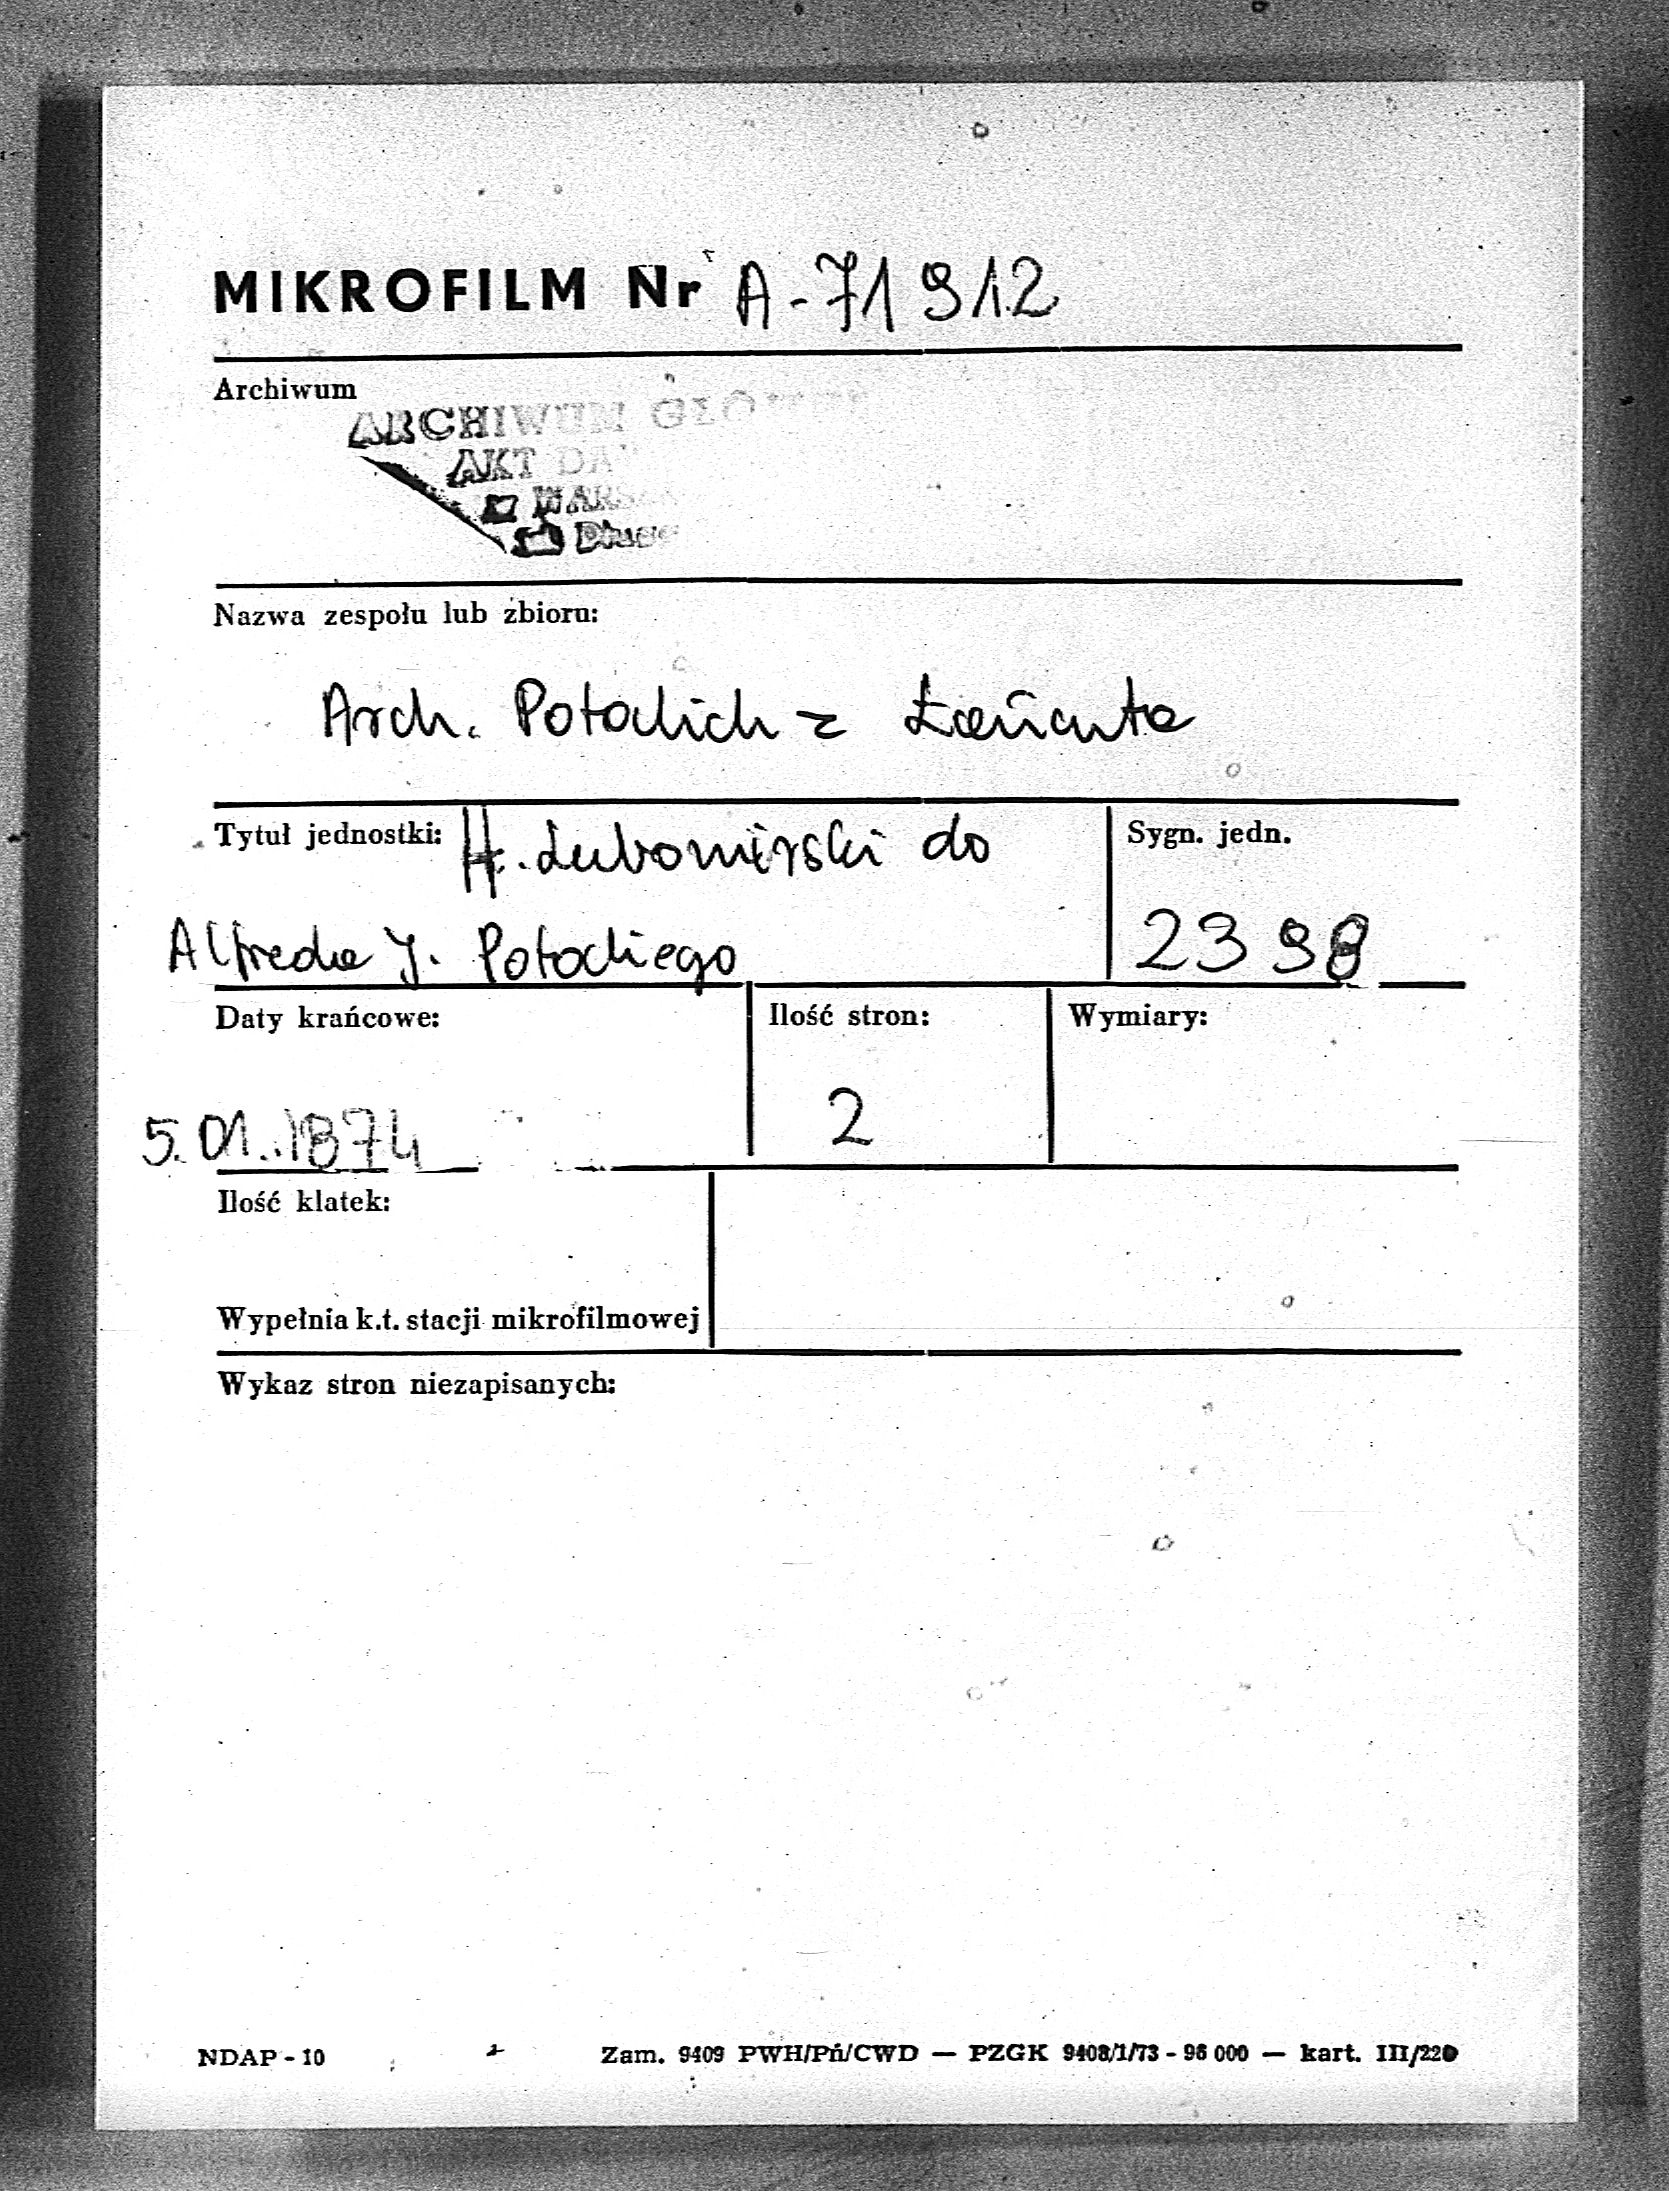 MIKROFILM Nr A-71912
Archiwum
ARCHIWUM
AKT
Nazwa zespołu lub zbioru:
Arch. Potockich z Łańcuta
Tytuł jednostki: H. Lubomirski do
Sygn. jedn.
Alfreda J. Potockiego
2398
Daty krańcowe:
Ilość stron:
Wymiary:
5.01.1874
2
Ilość klatek:
Wypełnia k.t. stacji mikrofilmowej
Wykaz stron niezapisanych:
NDAP - 10
Zam. 9409 PWH/Pń/CWD — PZGK 9408/1/73 - 96 000 — kart. III/220